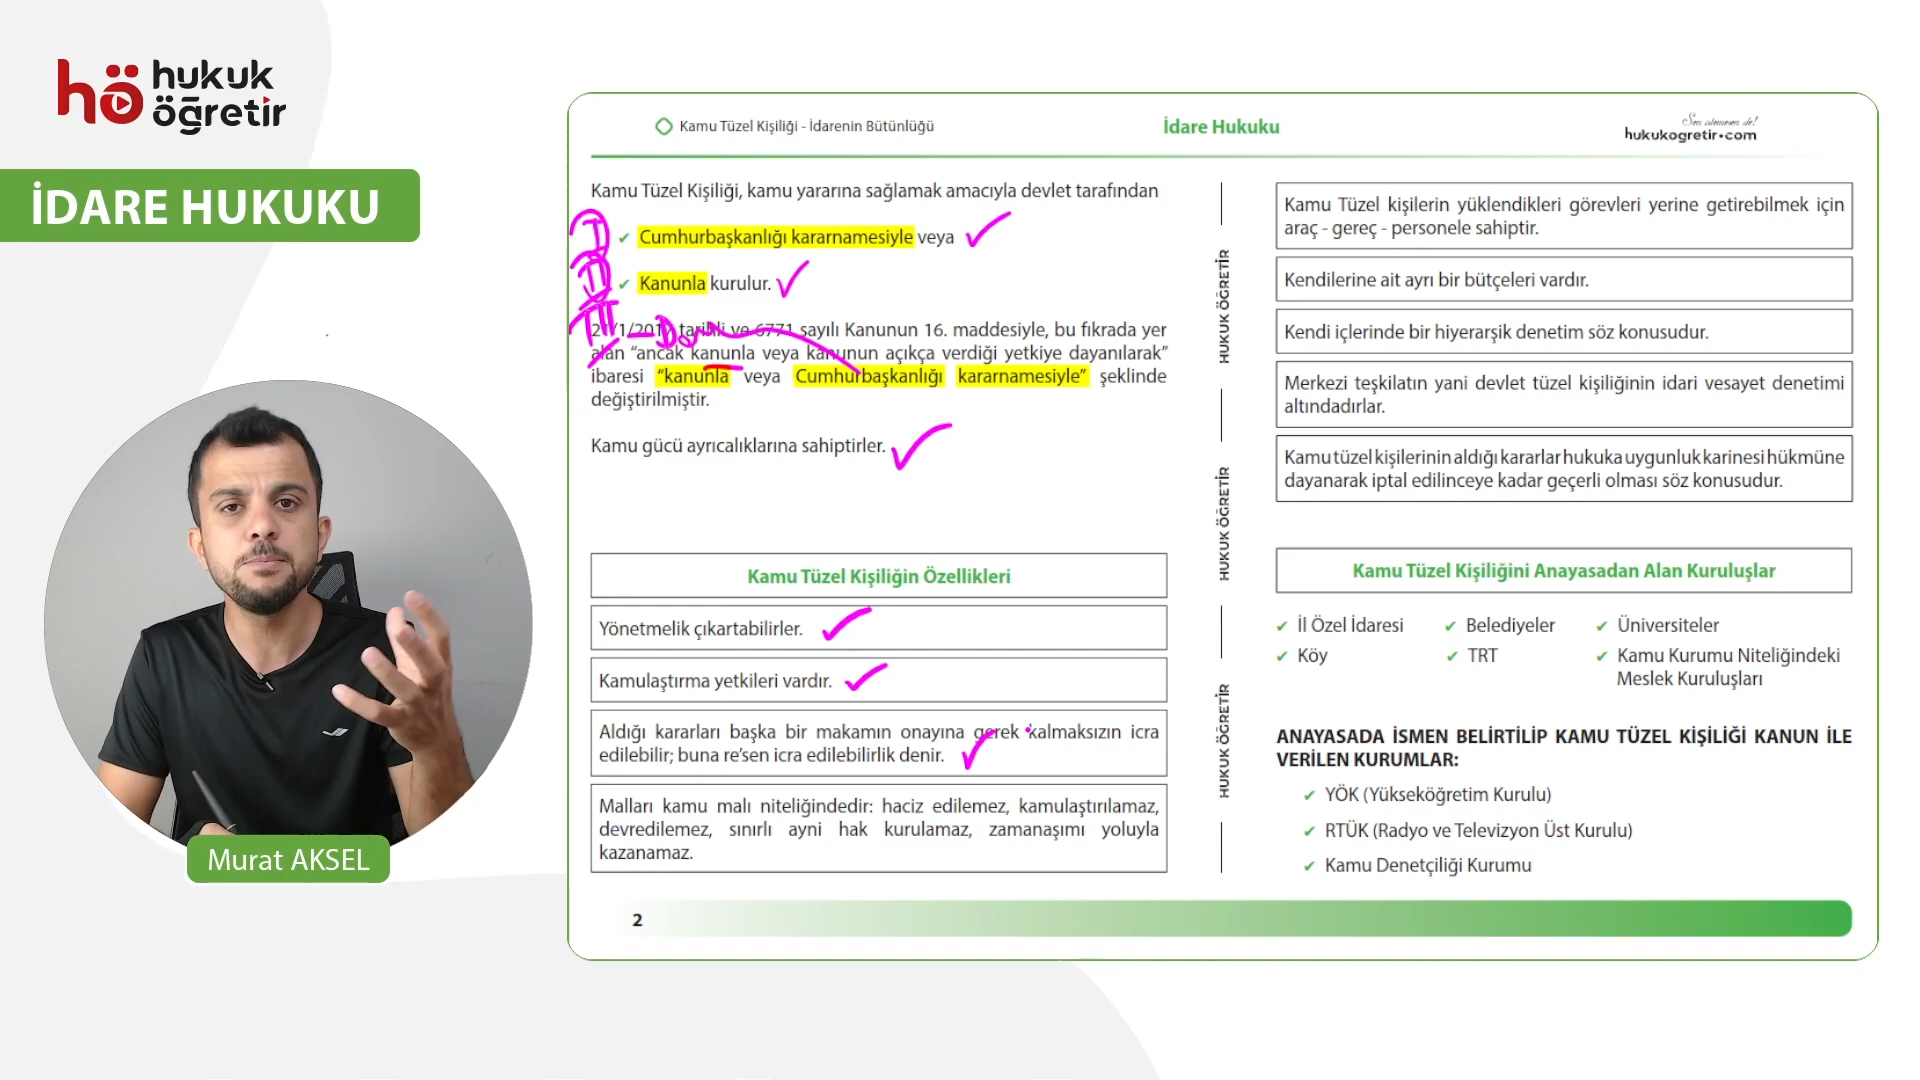 hö hukuk
öğretir
İDARE HUKUKU
Murat AKSEL
Kamu Tüzel Kişiliği - İdarenin Bütünlüğü
İdare Hukuku
hukukogretir•com
Kamu Tüzel Kişiliği, kamu yararına sağlamak amacıyla devlet tarafından
I
✔ Cumhurbaşkanlığı kararnamesiyle veya
II
✔ Kanunla kurulur.
III
tarihli ve 6771 sayılı Kanunun 16. maddesiyle, bu fıkrada yer
alan “ancak kanunla veya kanunun açıkça verdiği yetkiye dayanılarak”
ibaresi “kanunla veya Cumhurbaşkanlığı kararnamesiyle” şeklinde
değiştirilmiştir.
Kamu gücü ayrıcalıklarına sahiptirler.
Kamu Tüzel Kişiliğin Özellikleri
Yönetmelik çıkartabilirler.
Kamulaştırma yetkileri vardır.
Aldığı kararları başka bir makamın onayına gerek kalmaksızın icra
edilebilir; buna re’sen icra edilebilirlik denir.
Malları kamu malı niteliğindedir: haciz edilemez, kamulaştırılamaz,
devredilemez, sınırlı ayni hak kurulamaz, zamanaşımı yoluyla
kazanamaz.
2
HUKUK ÖĞRETİR
HUKUK ÖĞRETİR
HUKUK ÖĞRETİR
Kamu Tüzel kişilerin yüklendikleri görevleri yerine getirebilmek için
araç - gereç - personele sahiptir.
Kendilerine ait ayrı bir bütçeleri vardır.
Kendi içlerinde bir hiyerarşik denetim söz konusudur.
Merkezi teşkilatın yani devlet tüzel kişiliğinin idari vesayet denetimi
altındadırlar.
Kamu tüzel kişilerinin aldığı kararlar hukuka uygunluk karinesi hükmüne
dayanarak iptal edilinceye kadar geçerli olması söz konusudur.
Kamu Tüzel Kişiliğini Anayasadan Alan Kuruluşlar
✔ İl Özel İdaresi ✔ Belediyeler ✔ Üniversiteler
✔ Köy ✔ TRT ✔ Kamu Kurumu Niteliğindeki
Meslek Kuruluşları
ANAYASADA İSMEN BELİRTİLİP KAMU TÜZEL KİŞİLİĞİ KANUN İLE
VERİLEN KURUMLAR:
✔ YÖK (Yükseköğretim Kurulu)
✔ RTÜK (Radyo ve Televizyon Üst Kurulu)
✔ Kamu Denetçiliği Kurumu